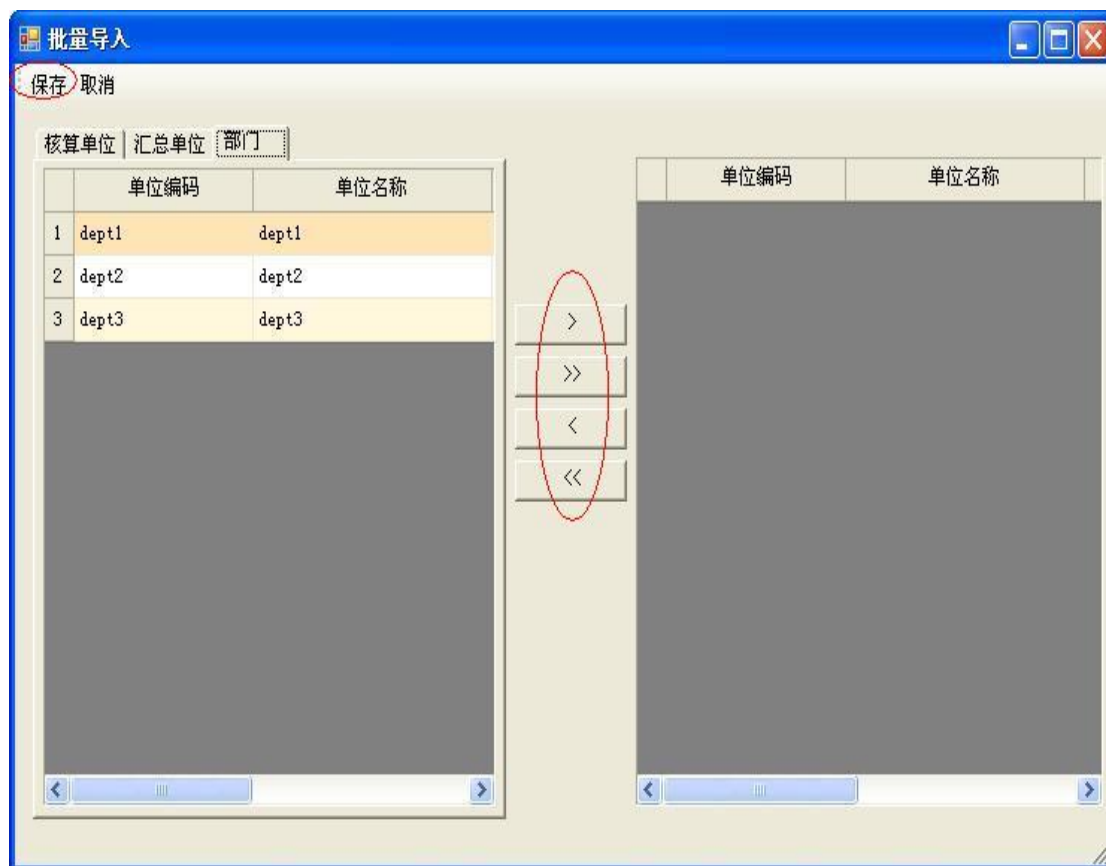 批量导入
保存 取消
核算单位 汇总单位 部门
单位编码 单位名称
1 dept1 dept1
2 dept2 dept2
3 dept3 dept3
>
>>
<
<<
单位编码 单位名称